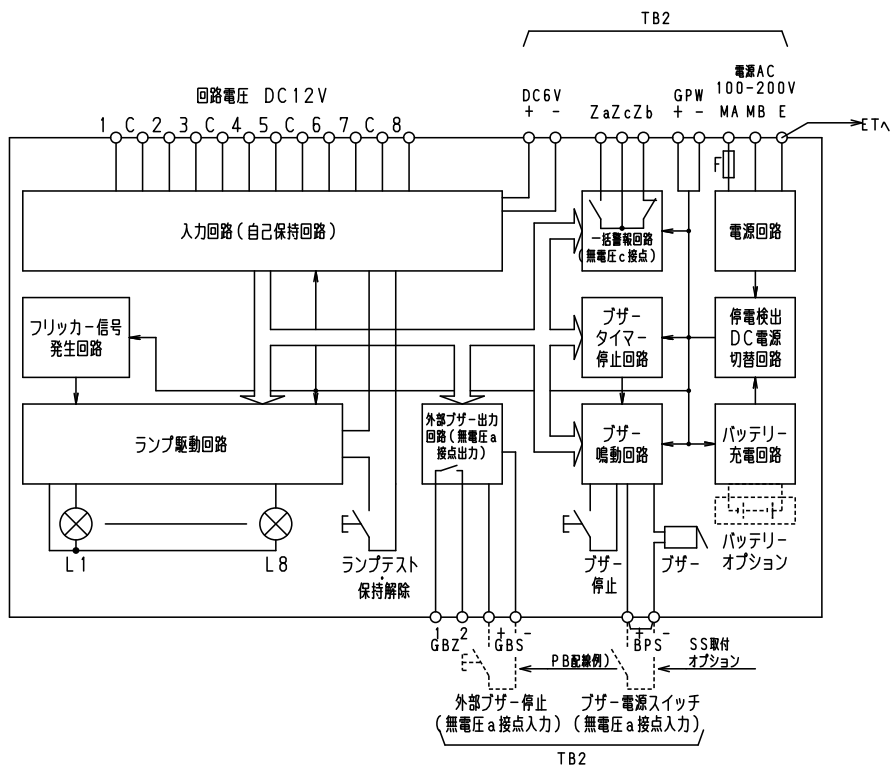 TB2
回路電圧 DC12V
DC6V
+ -
ZaZcZb
GPW
+ -
電源AC
100-200V
MA MB E
1 C 2 3 C 4 5 C 6 7 C 8
ETへ
F
入力回路(自己保持回路)
一括警報回路
(無電圧c接点)
電源回路
フリッカー信号
発生回路
ブザー
タイマー
停止回路
停電検出
DC電源
切替回路
ランプ駆動回路
外部ブザー出力
回路(無電圧a
接点出力)
ブザー
鳴動回路
バッテリー
充電回路
L1
L8
ランプテスト
・
保持解除
ブザー
停止
ブザー
バッテリー
オプション
1 2
GBZ
+ -
GBS
+ -
BPS
PB配線例)
SS取付
オプション
外部ブザー停止
(無電圧a接点入力)
ブザー電源スイッチ
(無電圧a接点入力)
TB2